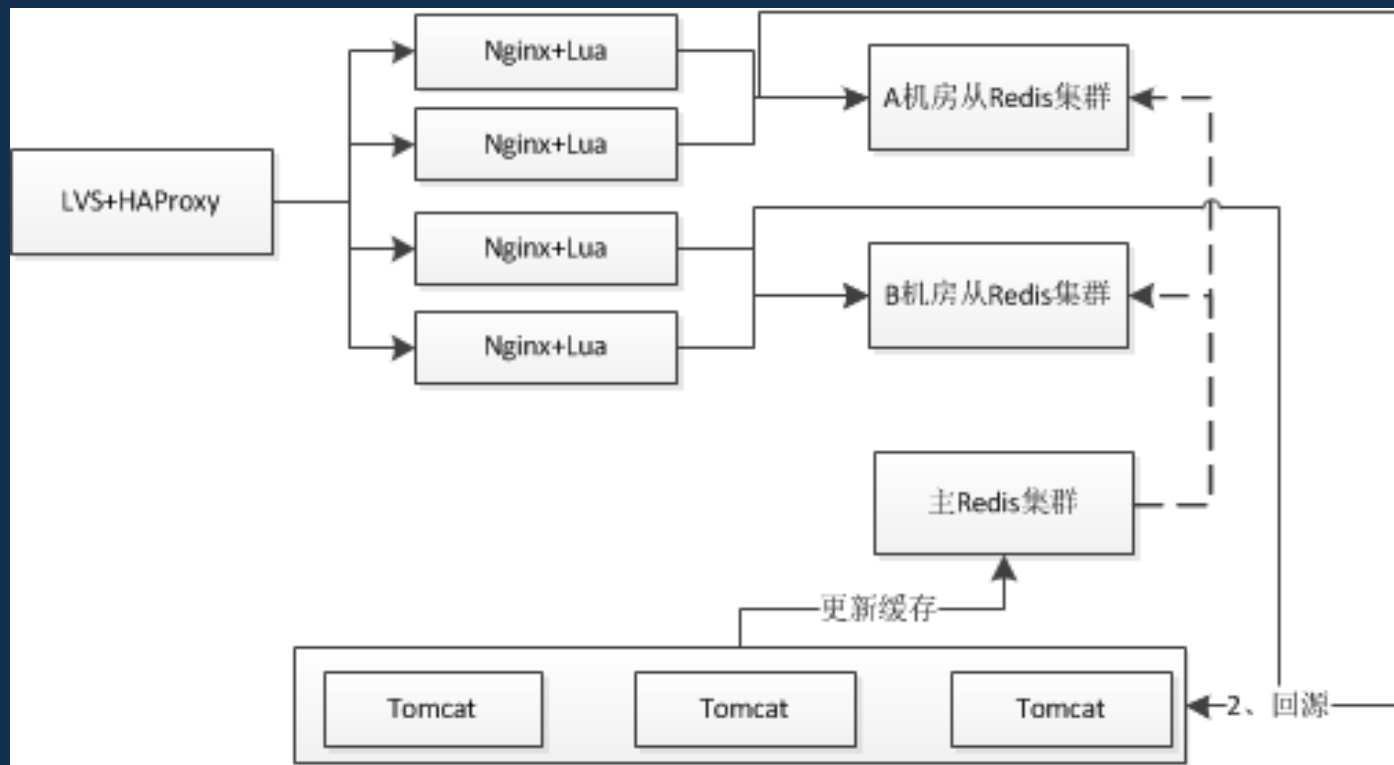 Nginx+Lua
A机房从Redis集群
Nginx+Lua
LVS+HAProxy
Nginx+Lua
B机房从Redis集群
Nginx+Lua
主Redis集群
更新缓存
Tomcat
Tomcat
Tomcat
2、回源